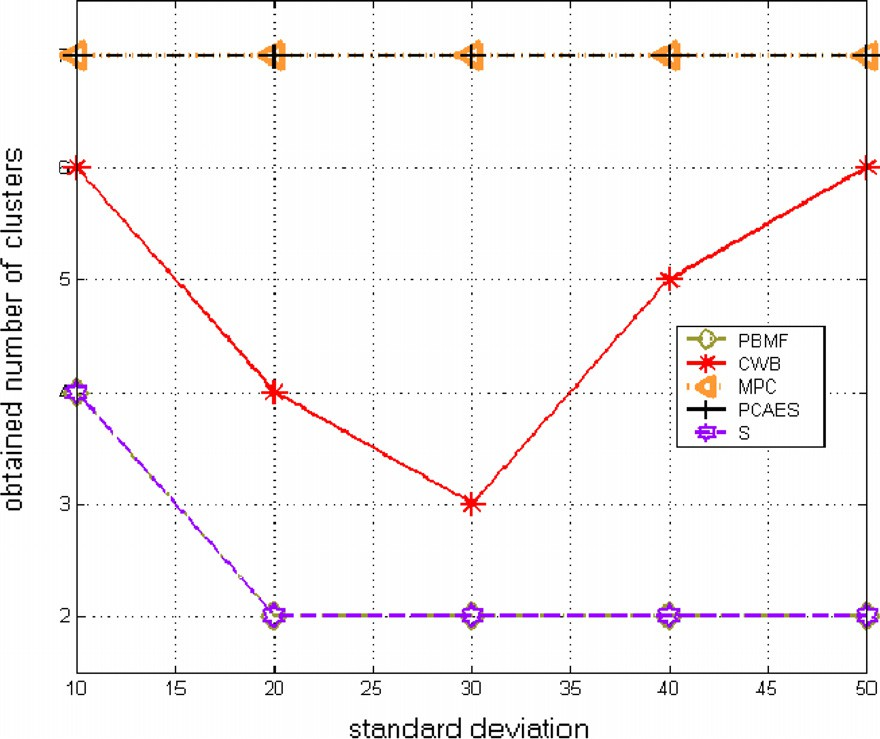 obtained number of clusters
7
6
5
4
3
2
PBMF
CWB
MPC
PCAES
S
10 15 20 25 30 35 40 45 50
standard deviation